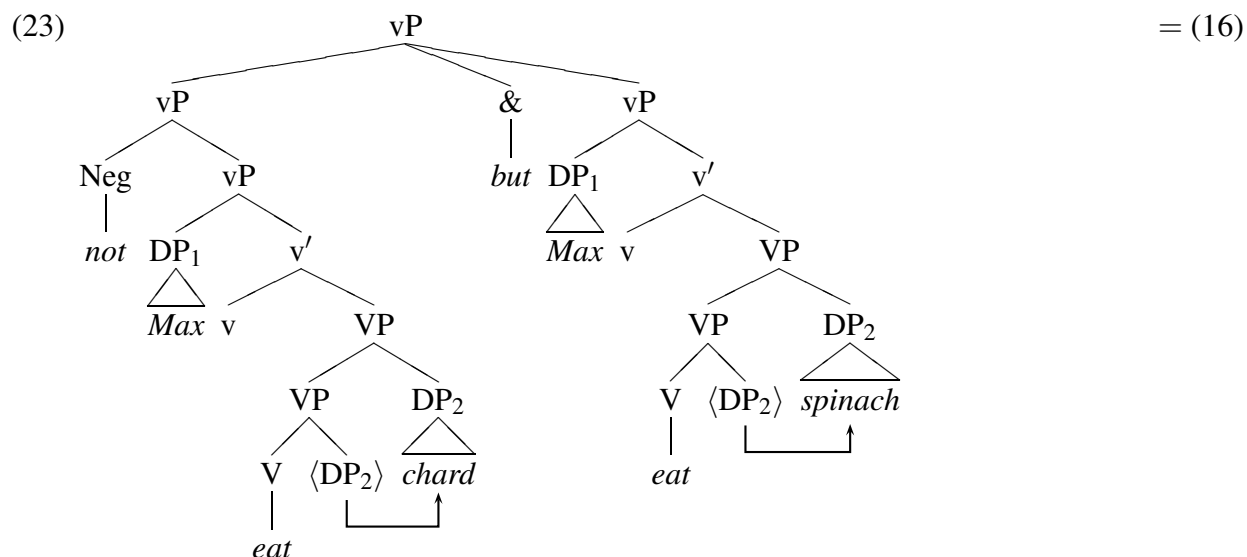 (23) vP = (16)
vP & vP
Neg vP but DP₁ v′
not DP₁ v′ Max v VP
Max v VP VP DP₂
VP DP₂ V ⟨DP₂⟩ spinach
V ⟨DP₂⟩ chard eat
eat